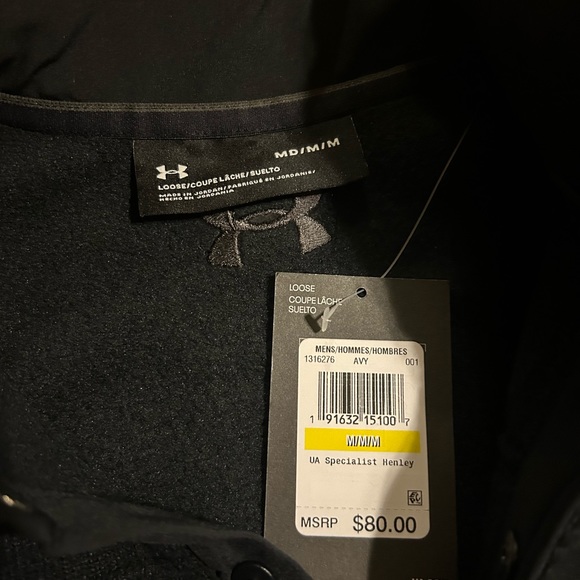 MD/M/M
LOOSE/COUPE LÂCHE/SUELTO
MADE IN JORDAN/FABRIQUÉ EN JORDANIE/
HECHO EN JORDANIA
LOOSE
COUPE LÂCHE
SUELTO
MENS/HOMMES/HOMBRES
1316276 AVY 001
1 91632 15100 7
M/M/M
UA Specialist Henley
MSRP $80.00